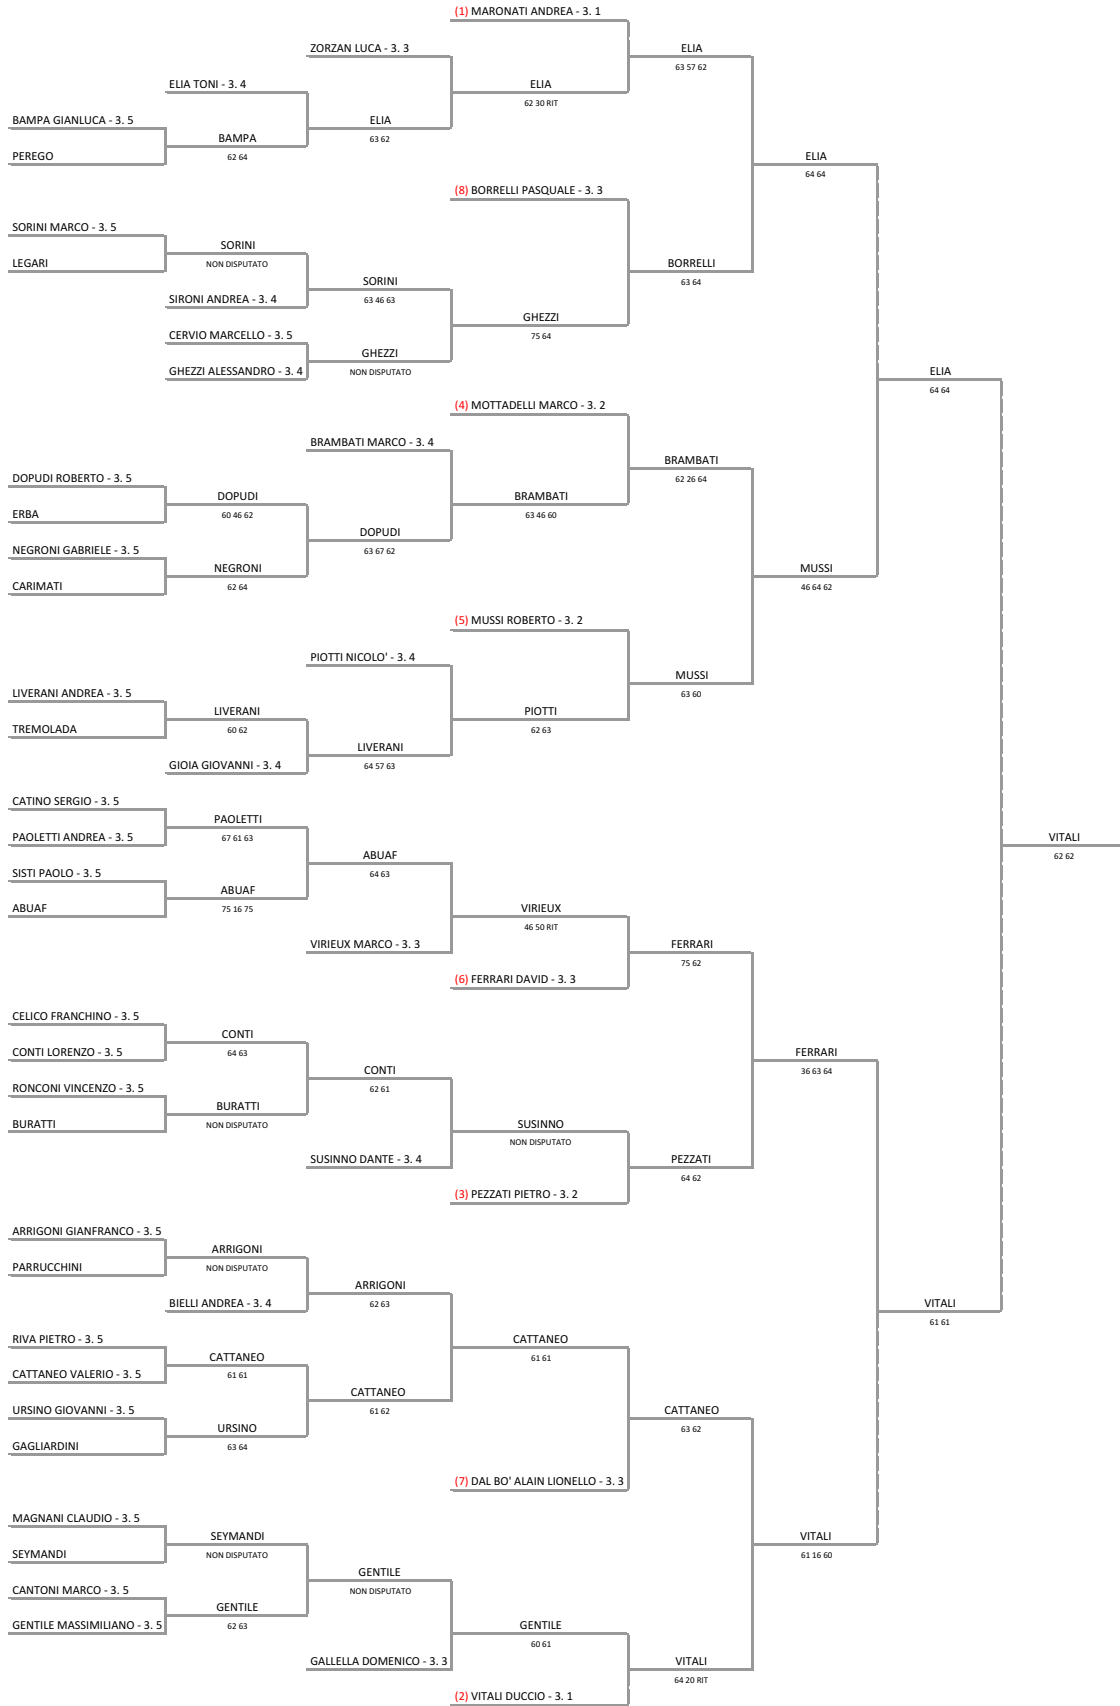 (1) MARONATI ANDREA - 3. 1
ZORZAN LUCA - 3. 3
ELIA
63 57 62
ELIA TONI - 3. 4
ELIA
62 30 RIT
BAMPA GIANLUCA - 3. 5
ELIA
63 62
BAMPA
62 64
PEREGO
ELIA
64 64
(8) BORRELLI PASQUALE - 3. 3
SORINI MARCO - 3. 5
SORINI
NON DISPUTATO
LEGARI
BORRELLI
63 64
SORINI
63 46 63
SIRONI ANDREA - 3. 4
GHEZZI
75 64
CERVIO MARCELLO - 3. 5
GHEZZI
NON DISPUTATO
GHEZZI ALESSANDRO - 3. 4
ELIA
64 64
(4) MOTTADELLI MARCO - 3. 2
BRAMBATI MARCO - 3. 4
BRAMBATI
62 26 64
DOPUDI ROBERTO - 3. 5
DOPUDI
60 46 62
BRAMBATI
63 46 60
ERBA
DOPUDI
63 67 62
NEGRONI GABRIELE - 3. 5
NEGRONI
62 64
MUSSI
46 64 62
CARIMATI
(5) MUSSI ROBERTO - 3. 2
PIOTTI NICOLO' - 3. 4
MUSSI
63 60
LIVERANI ANDREA - 3. 5
LIVERANI
60 62
PIOTTI
62 63
TREMOLADA
LIVERANI
64 57 63
GIOIA GIOVANNI - 3. 4
CATINO SERGIO - 3. 5
PAOLETTI
67 61 63
PAOLETTI ANDREA - 3. 5
VITALI
62 62
ABUAF
64 63
SISTI PAOLO - 3. 5
ABUAF
75 16 75
ABUAF
VIRIEUX
46 50 RIT
VIRIEUX MARCO - 3. 3
FERRARI
75 62
(6) FERRARI DAVID - 3. 3
CELICO FRANCHINO - 3. 5
CONTI
64 63
CONTI LORENZO - 3. 5
FERRARI
36 63 64
CONTI
62 61
RONCONI VINCENZO - 3. 5
BURATTI
NON DISPUTATO
BURATTI
SUSINNO
NON DISPUTATO
SUSINNO DANTE - 3. 4
PEZZATI
64 62
(3) PEZZATI PIETRO - 3. 2
ARRIGONI GIANFRANCO - 3. 5
ARRIGONI
NON DISPUTATO
PARRUCCHINI
ARRIGONI
62 63
BIELLI ANDREA - 3. 4
VITALI
61 61
RIVA PIETRO - 3. 5
CATTANEO
61 61
CATTANEO
61 61
CATTANEO VALERIO - 3. 5
CATTANEO
61 62
URSINO GIOVANNI - 3. 5
CATTANEO
63 62
URSINO
63 64
GAGLIARDINI
(7) DAL BO' ALAIN LIONELLO - 3. 3
MAGNANI CLAUDIO - 3. 5
SEYMANDI
NON DISPUTATO
VITALI
61 16 60
SEYMANDI
GENTILE
NON DISPUTATO
CANTONI MARCO - 3. 5
GENTILE
62 63
GENTILE MASSIMILIANO - 3. 5
GENTILE
60 61
GALLELLA DOMENICO - 3. 3
VITALI
64 20 RIT
(2) VITALI DUCCIO - 3. 1